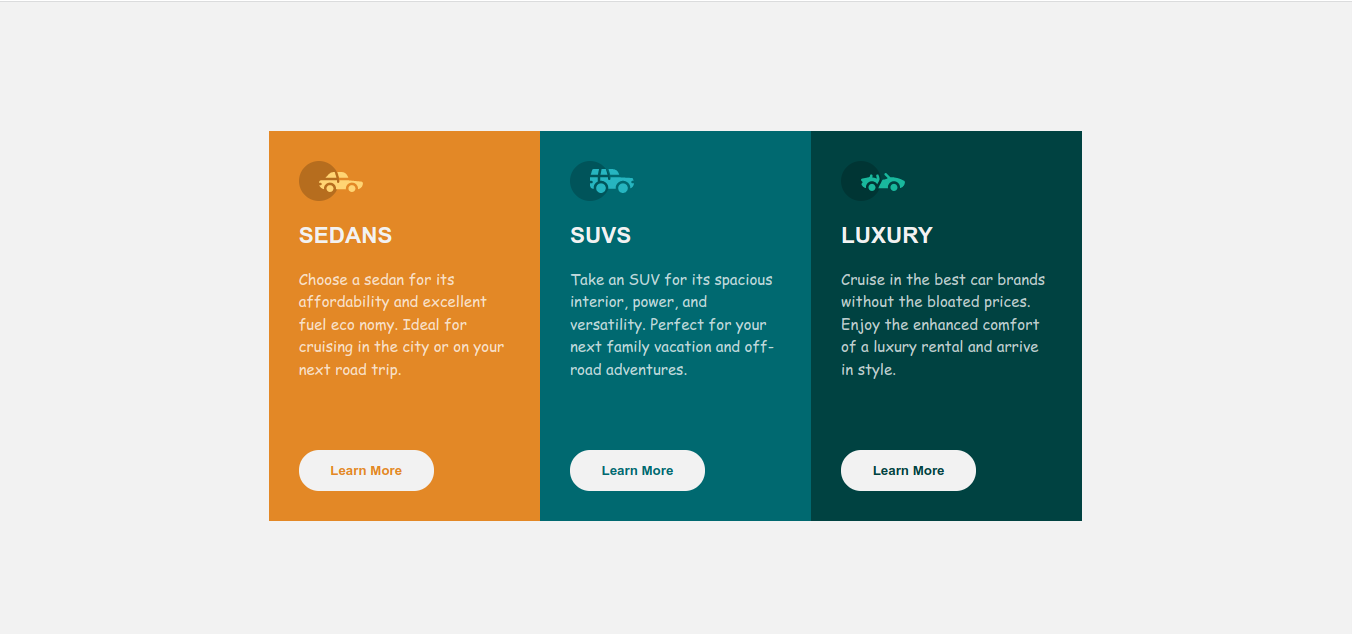 SEDANS
Choose a sedan for its
affordability and excellent
fuel eco nomy. Ideal for
cruising in the city or on your
next road trip.
Learn More
SUVS
Take an SUV for its spacious
interior, power, and
versatility. Perfect for your
next family vacation and off-
road adventures.
Learn More
LUXURY
Cruise in the best car brands
without the bloated prices.
Enjoy the enhanced comfort
of a luxury rental and arrive
in style.
Learn More